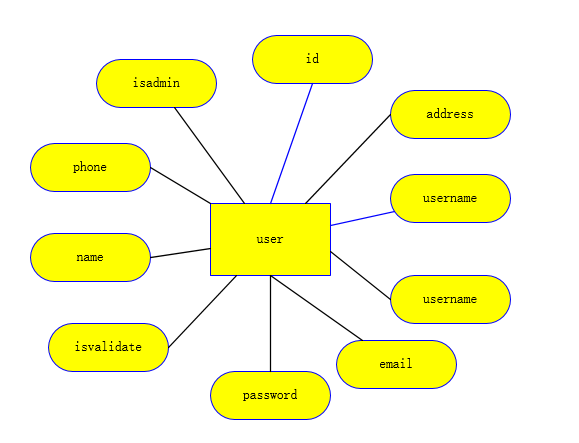 id
isadmin
address
phone
username
user
name
username
isvalidate
email
password